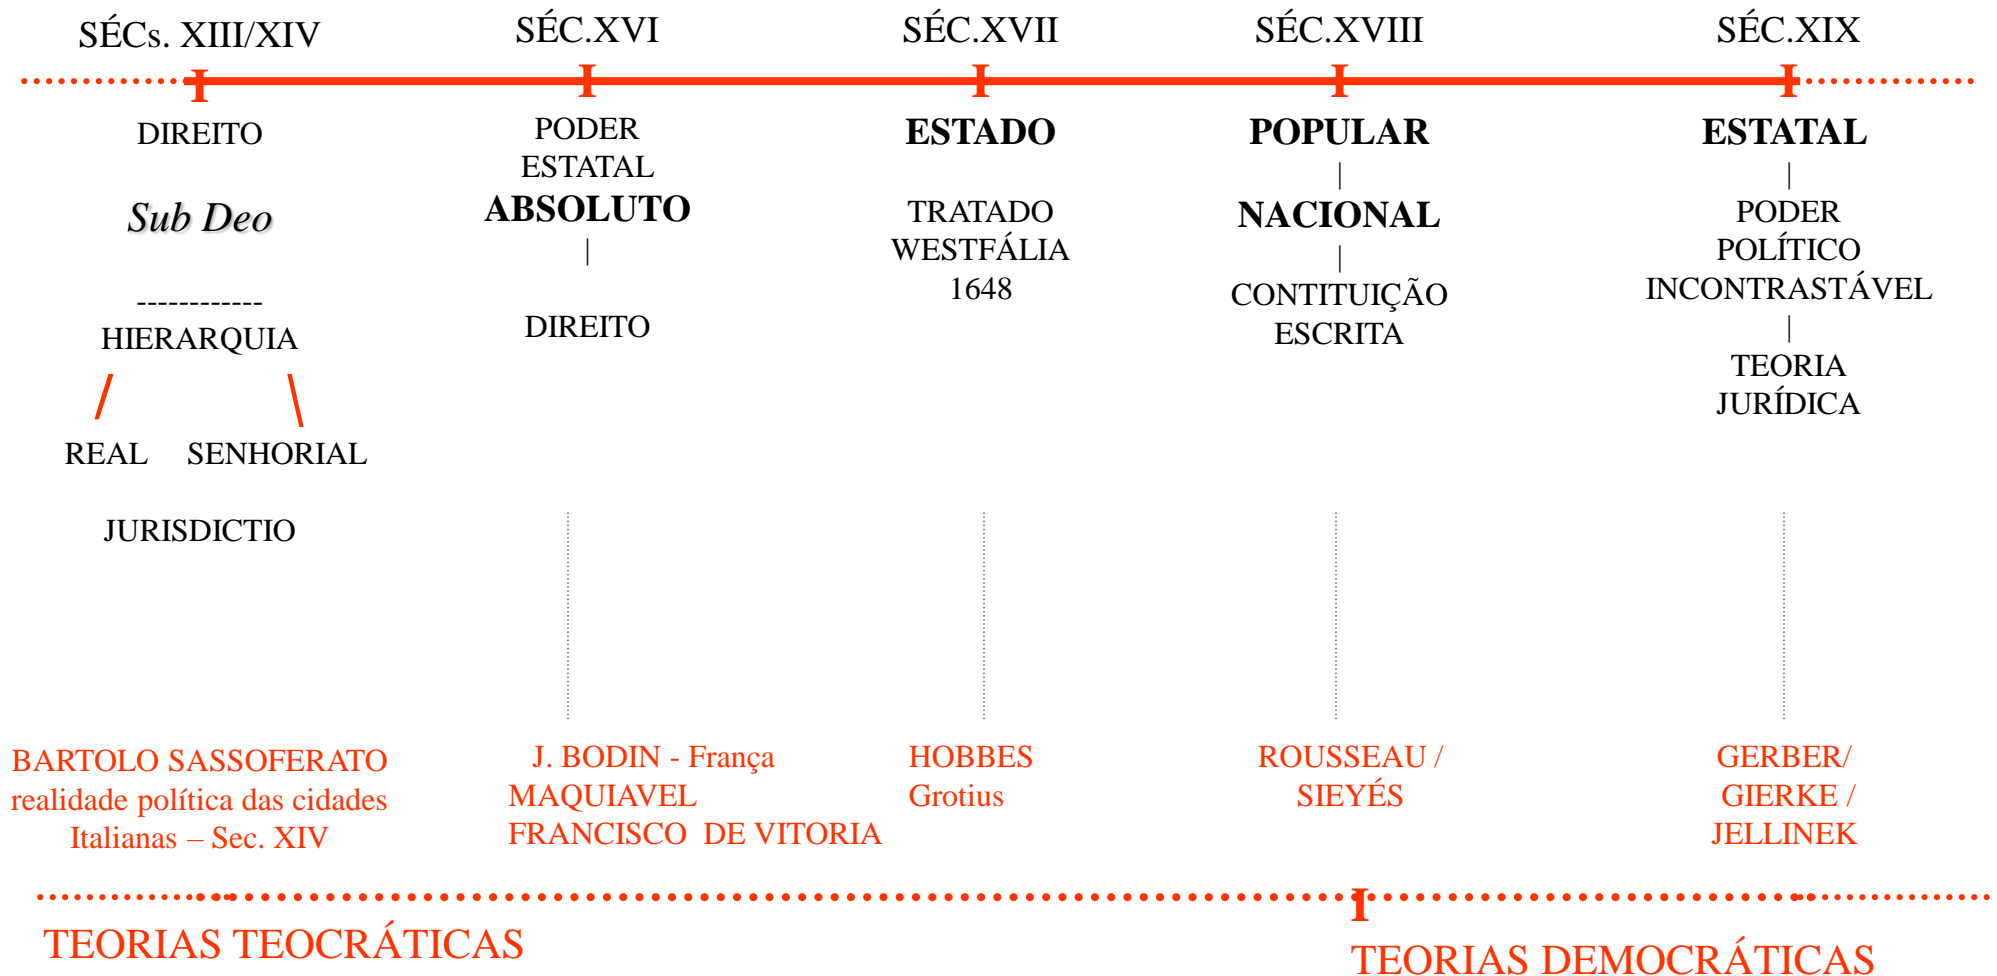 SÉCs. XIII/XIV
DIREITO
Sub Deo
------------
HIERARQUIA
/ \
REAL SENHORIAL
JURISDICTIO
BARTOLO SASSOFERATO
realidade política das cidades
Italianas – Sec. XIV
SÉC.XVI
PODER
ESTATAL
ABSOLUTO
|
DIREITO
J. BODIN - França
MAQUIAVEL
FRANCISCO DE VITORIA
SÉC.XVII
ESTADO
TRATADO
WESTFÁLIA
1648
HOBBES
Grotius
SÉC.XVIII
POPULAR
|
NACIONAL
|
CONTITUIÇÃO
ESCRITA
ROUSSEAU /
SIEYÉS
SÉC.XIX
ESTATAL
|
PODER
POLÍTICO
INCONTRASTÁVEL
|
TEORIA
JURÍDICA
GERBER/
GIERKE /
JELLINEK
TEORIAS TEOCRÁTICAS
TEORIAS DEMOCRÁTICAS